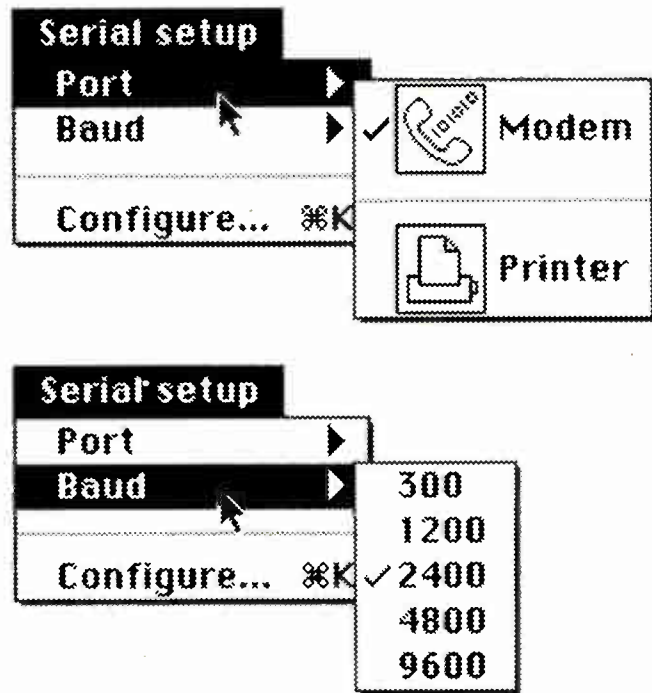 Serial setup
Port
Baud
Configure... ⌘K
✓ Modem
Printer
Serial setup
Port
Baud
Configure... ⌘K
300
1200
✓2400
4800
9600